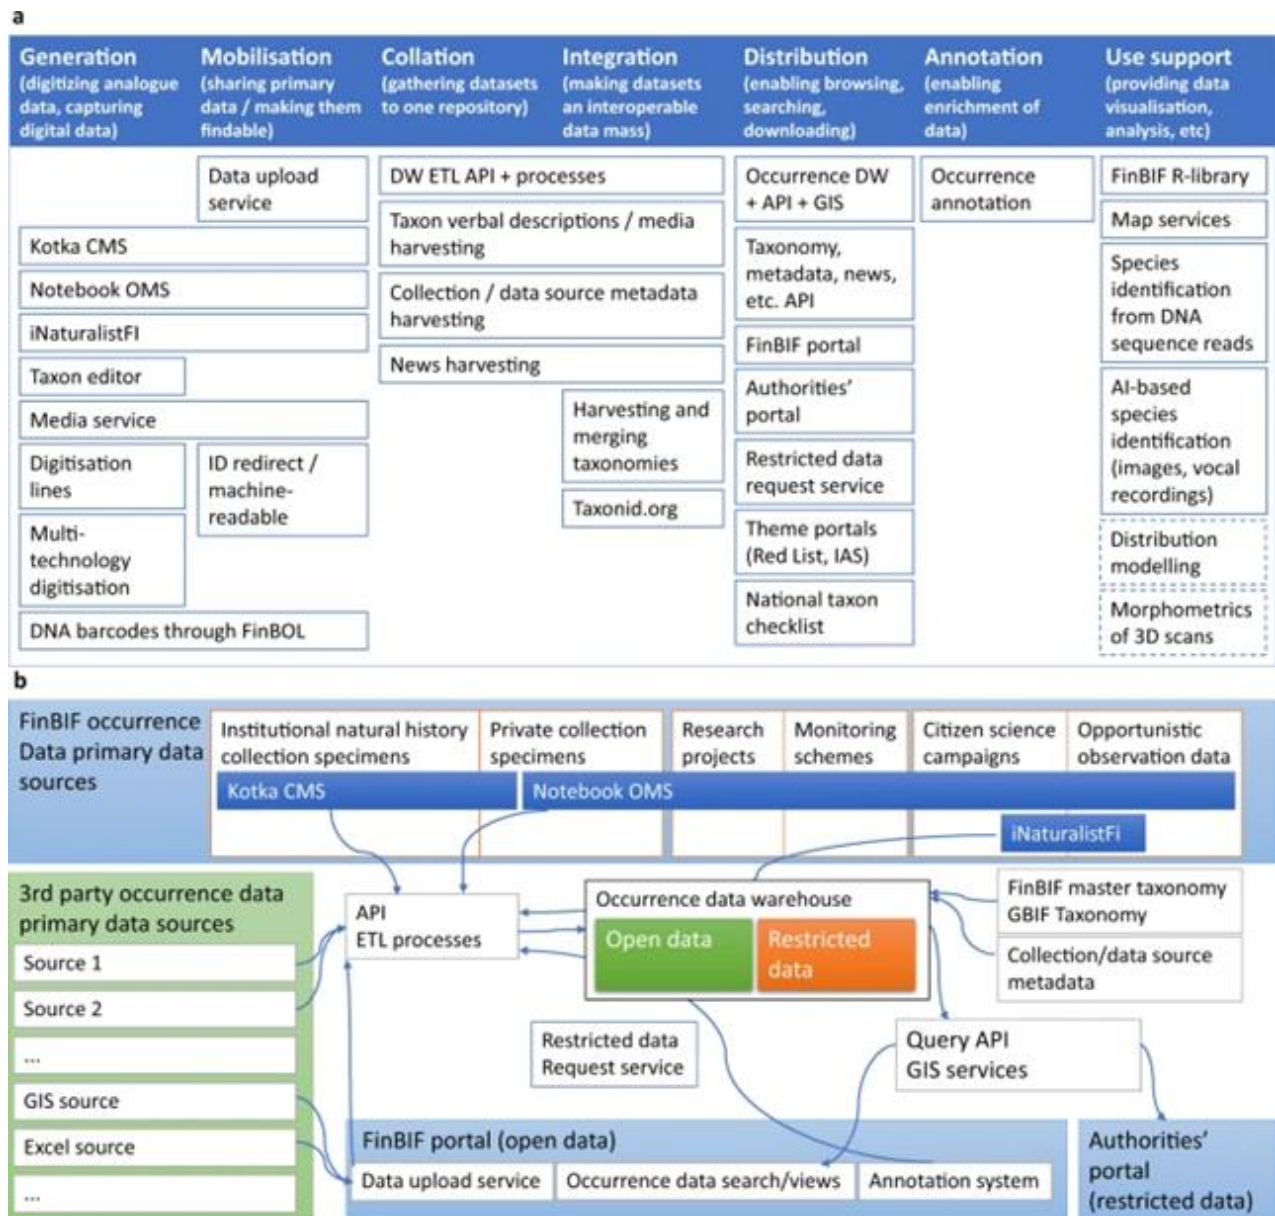 a
Generation
(digitizing analogue
data, capturing
digital data)
Mobilisation
(sharing primary
data / making them
findable)
Collation
(gathering datasets
to one repository)
Integration
(making datasets
an interoperable
data mass)
Distribution
(enabling browsing,
searching,
downloading)
Annotation
(enabling
enrichment of
data)
Use support
(providing data
visualisation,
analysis, etc)
Data upload
service
Kotka CMS
Notebook OMS
iNaturalistFI
Taxon editor
Media service
Digitisation
lines
ID redirect /
machine-
readable
Multi-
technology
digitisation
DNA barcodes through FinBOL
DW ETL API + processes
Taxon verbal descriptions / media
harvesting
Collection / data source metadata
harvesting
News harvesting
Harvesting and
merging
taxonomies
Taxonid.org
Occurrence DW
+ API + GIS
Taxonomy,
metadata, news,
etc. API
FinBIF portal
Authorities'
portal
Restricted data
request service
Theme portals
(Red List, IAS)
National taxon
checklist
Occurrence
annotation
FinBIF R-library
Map services
Species
identification
from DNA
sequence reads
AI-based
species
identification
(images, vocal
recordings)
Distribution
modelling
Morphometrics
of 3D scans
b
FinBIF occurrence
Data primary data
sources
Institutional natural history
collection specimens
Private collection
specimens
Research
projects
Monitoring
schemes
Citizen science
campaigns
Opportunistic
observation data
Kotka CMS
Notebook OMS
iNaturalistFi
3rd party occurrence data
primary data sources
Source 1
Source 2
...
GIS source
Excel source
...
API
ETL processes
Occurrence data warehouse
Open data
Restricted
data
FinBIF master taxonomy
GBIF Taxonomy
Collection/data source
metadata
Restricted data
Request service
Query API
GIS services
FinBIF portal (open data)
Data upload service
Occurrence data search/views
Annotation system
Authorities'
portal
(restricted data)